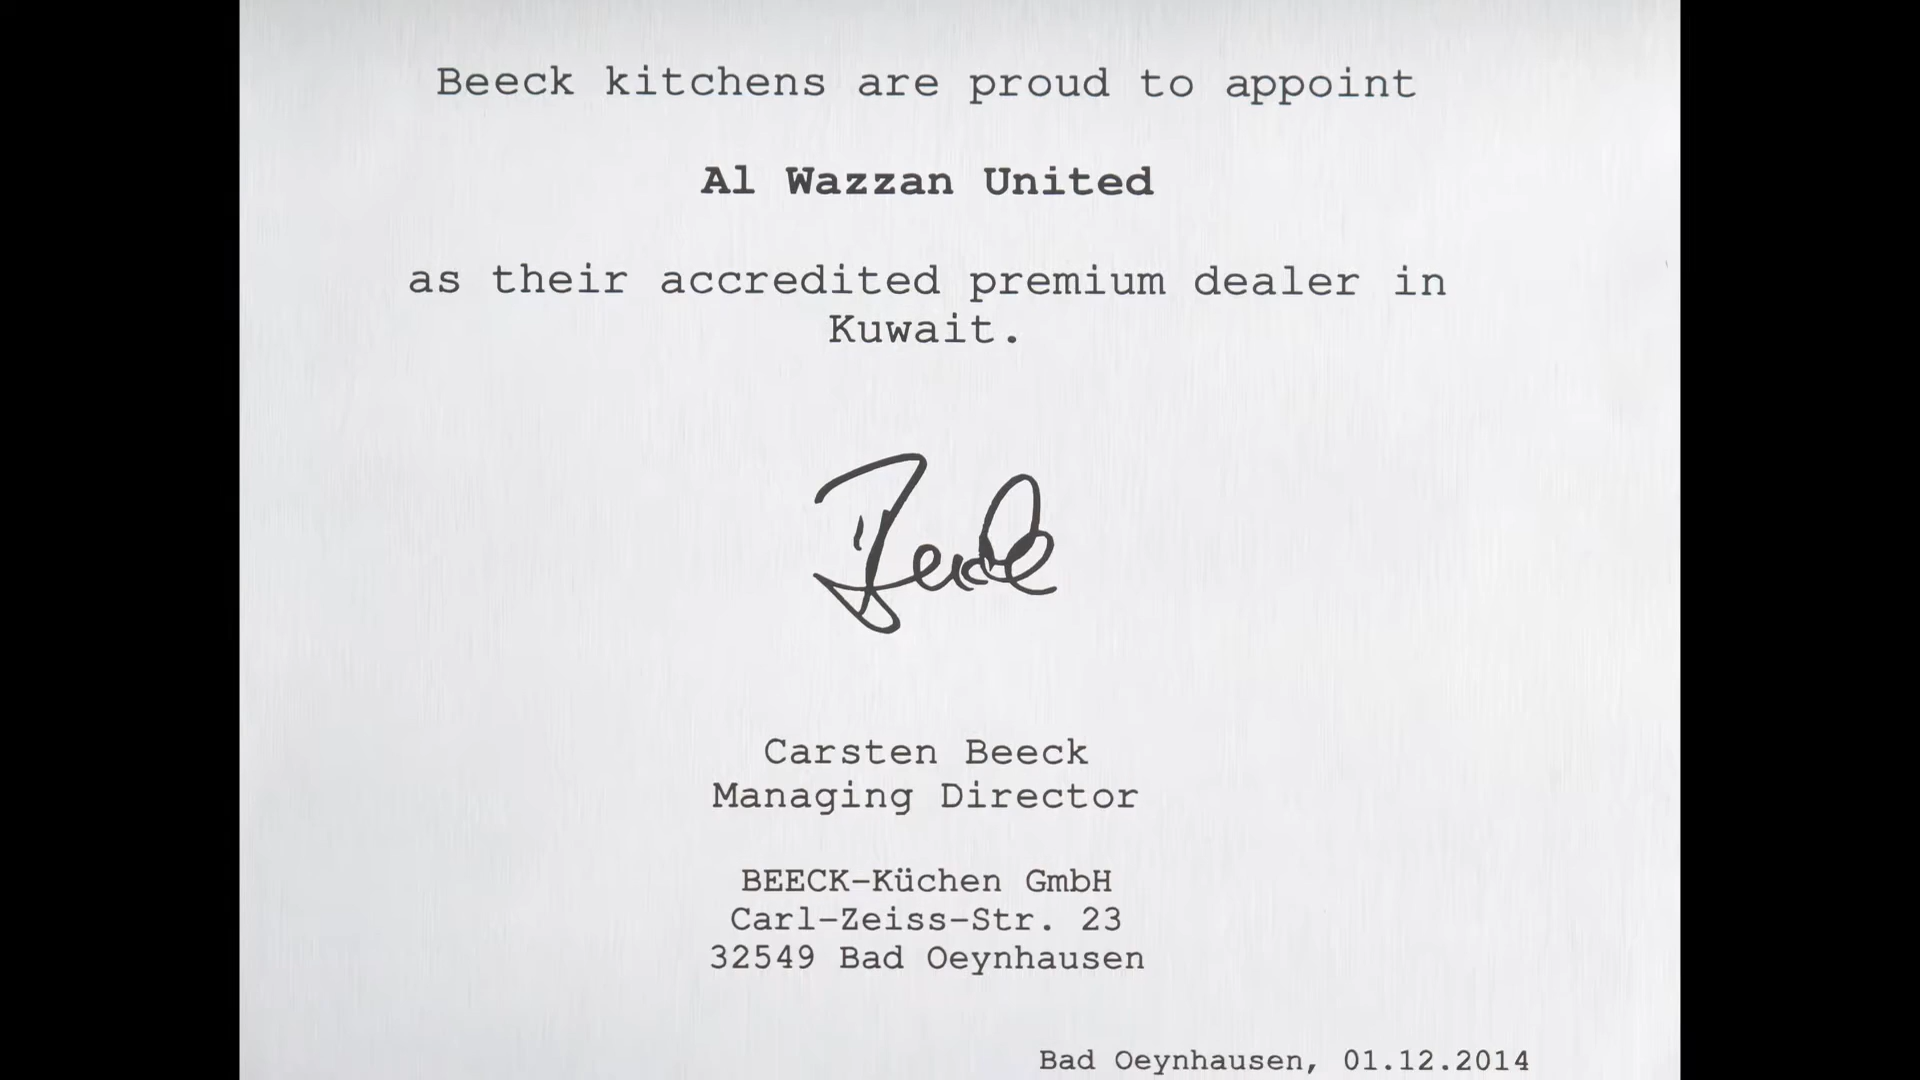 Beeck kitchens are proud to appoint
Al Wazzan United
as their accredited premium dealer in
Kuwait.
Beeck
Carsten Beeck
Managing Director
BEECK-Küchen GmbH
Carl-Zeiss-Str. 23
32549 Bad Oeynhausen
Bad Oeynhausen, 01.12.2014